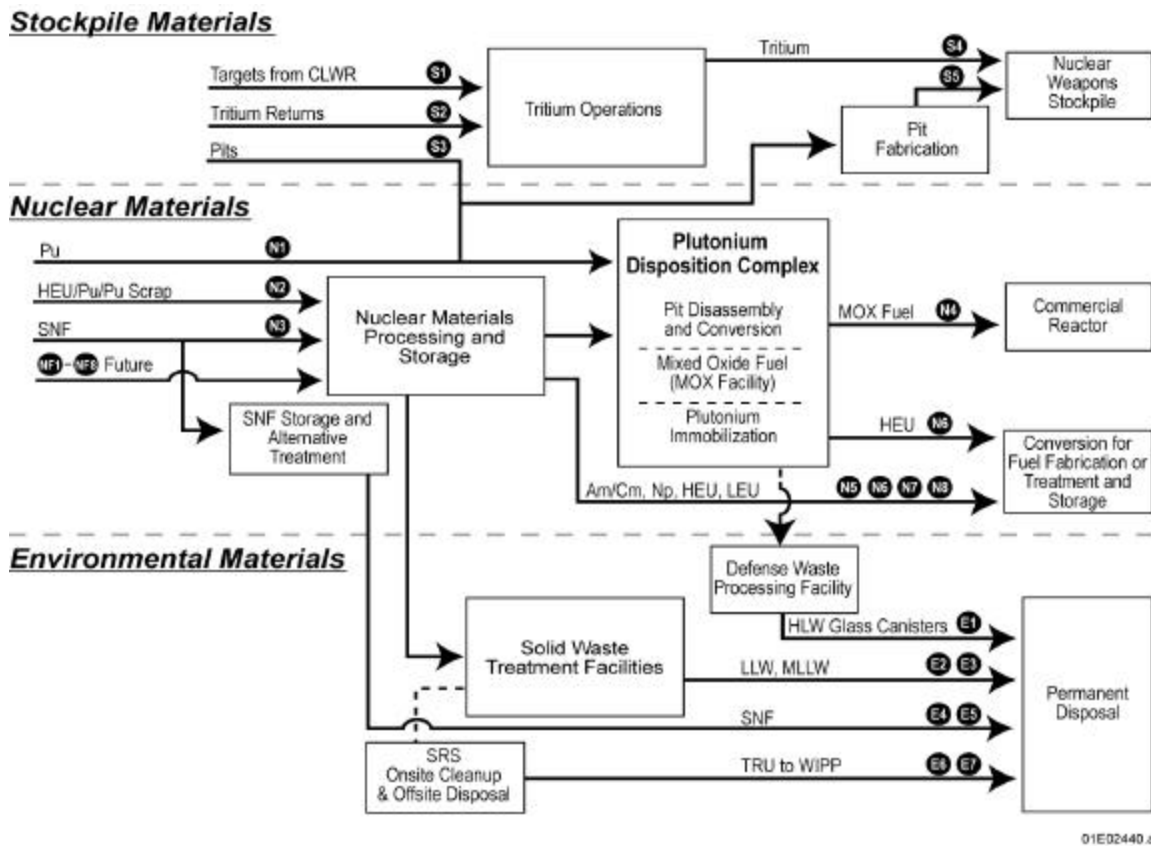 Stockpile Materials
Targets from CLWR S1
Tritium Returns S2
Pits S3
Tritium Operations
Tritium S4
S5
Nuclear
Weapons
Stockpile
Pit
Fabrication
Nuclear Materials
Pu N1
HEU/Pu/Pu Scrap N2
SNF N3
NF1-NF8 Future
Nuclear Materials
Processing
and Storage
SNF Storage and
Alternative
Treatment
Plutonium
Disposition Complex
Pit Disassembly
and Conversion
Mixed Oxide Fuel
(MOX Facility)
Plutonium
Immobilization
MOX Fuel N4
Commercial
Reactor
HEU N6
Am/Cm, Np, HEU, LEU N5 N6 N7 N8
Conversion for
Fuel Fabrication or
Treatment and
Storage
Environmental Materials
Defense Waste
Processing Facility
HLW Glass Canisters E1
Solid Waste
Treatment Facilities
LLW, MLLW E2 E3
SNF E4 E5
SRS
Onsite Cleanup
& Offsite Disposal
TRU to WIPP E6 E7
Permanent
Disposal